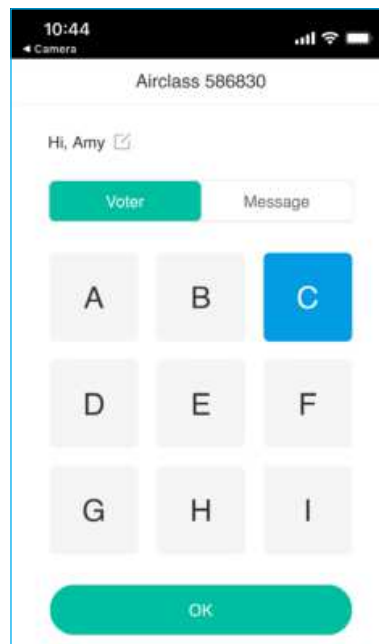 10:44
◀ Camera
Airclass 586830
Hi, Amy
Voter Message
A B C
D E F
G H I
OK